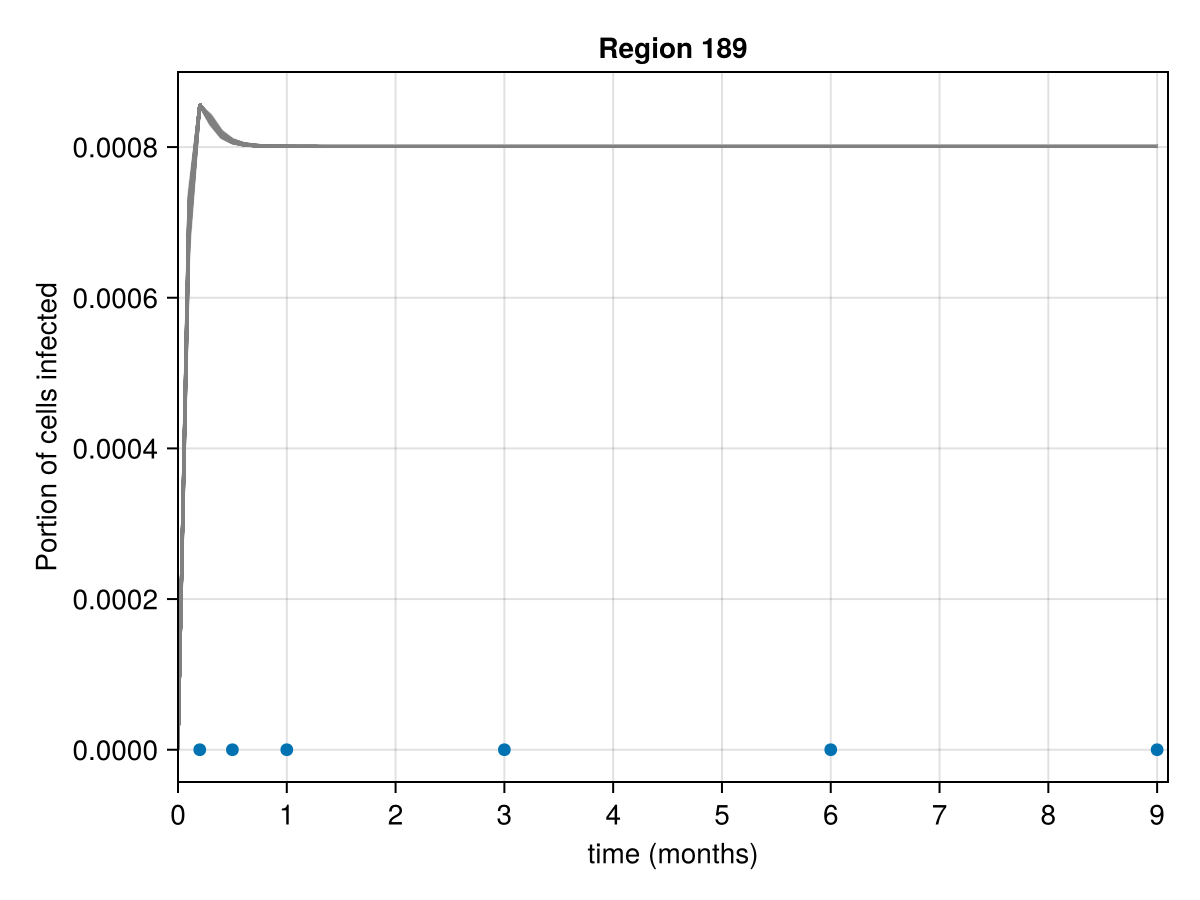 Region 189
Portion of cells infected
0.0008
0.0006
0.0004
0.0002
0.0000
0 1 2 3 4 5 6 7 8 9
time (months)